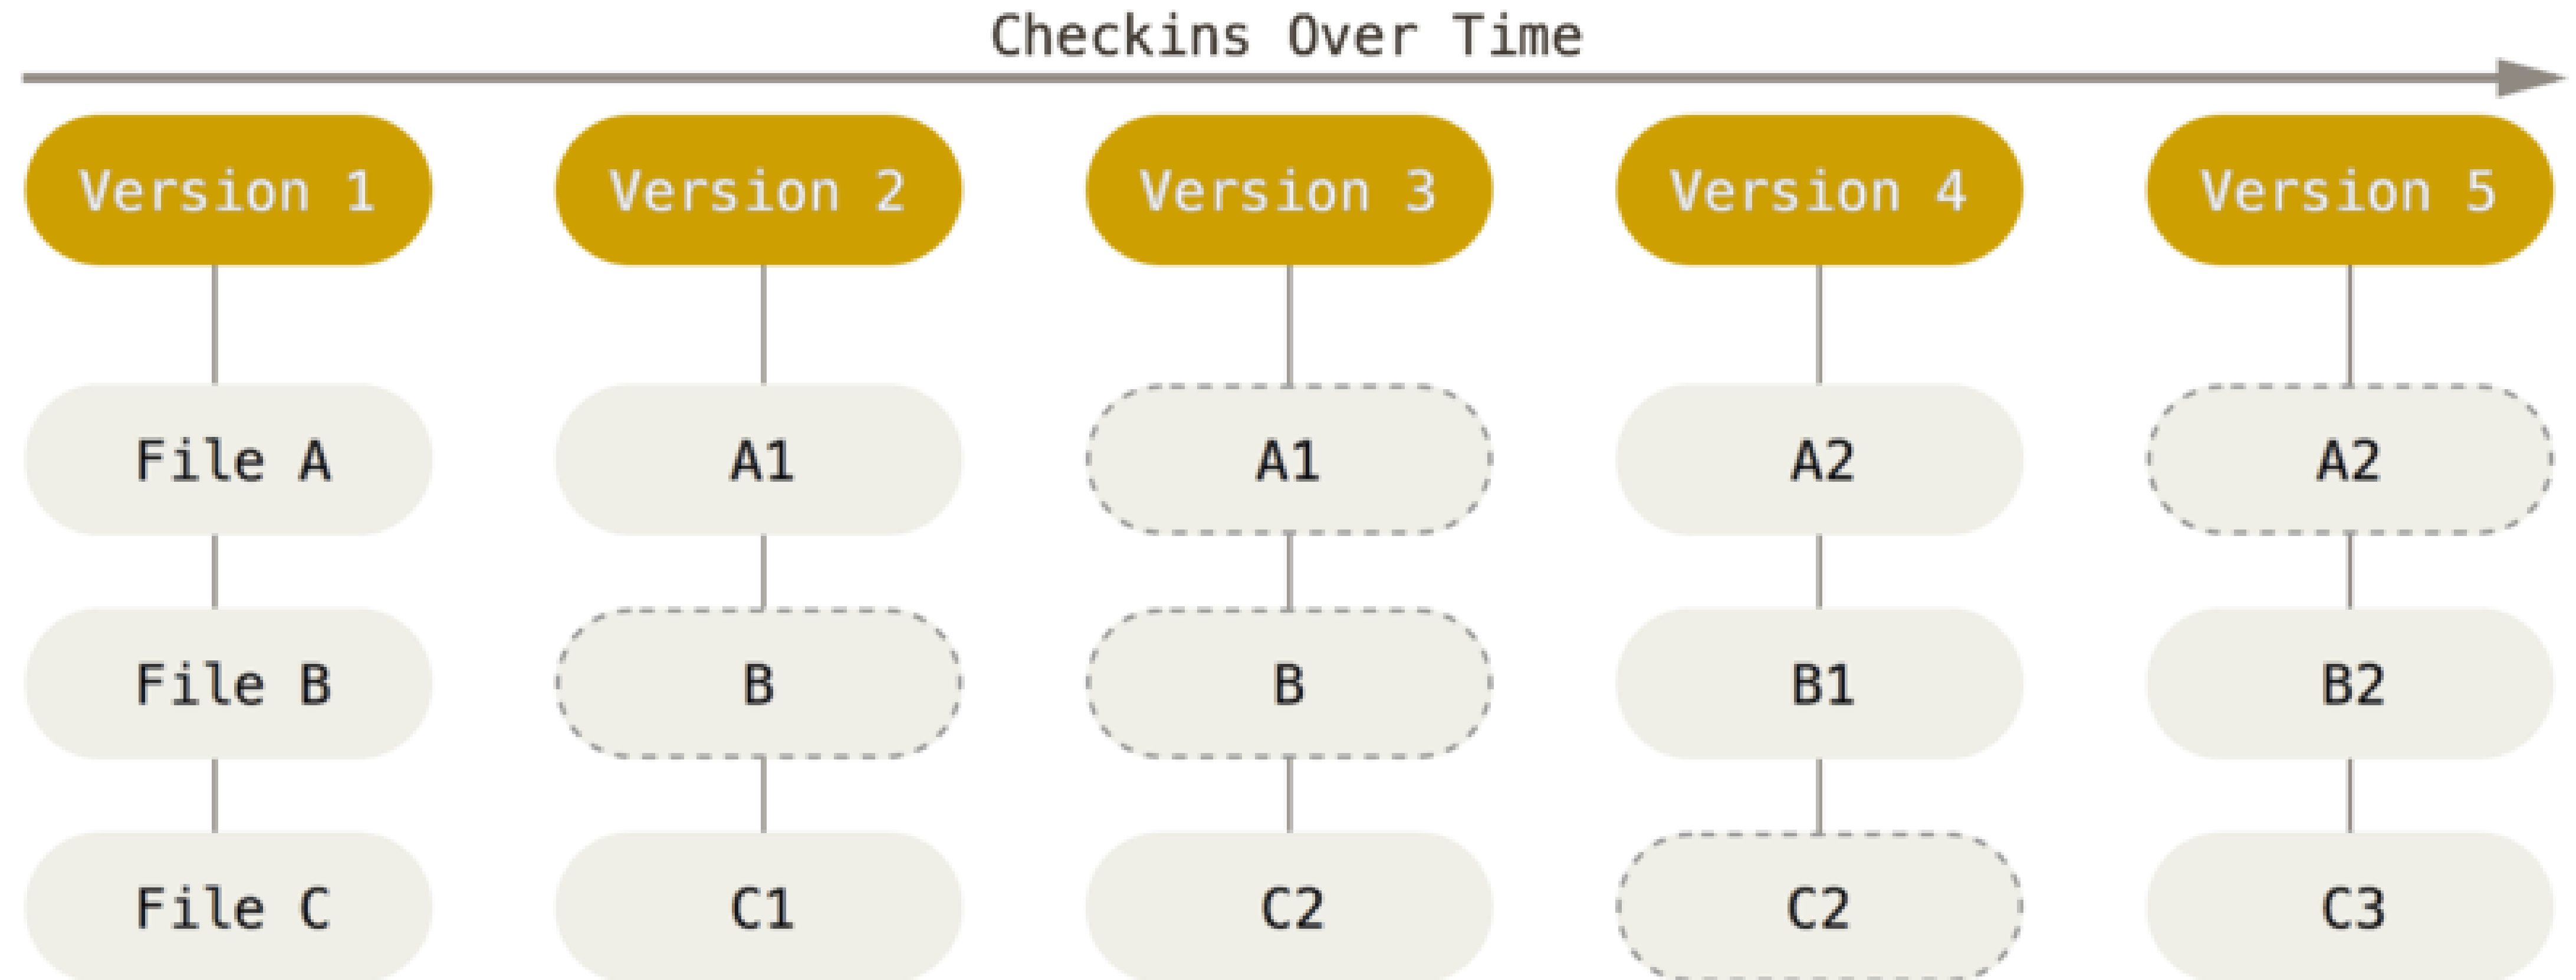 Checkins Over Time
Version 1 Version 2 Version 3 Version 4 Version 5
File A A1 A1 A2 A2
File B B B B1 B2
File C C1 C2 C2 C3